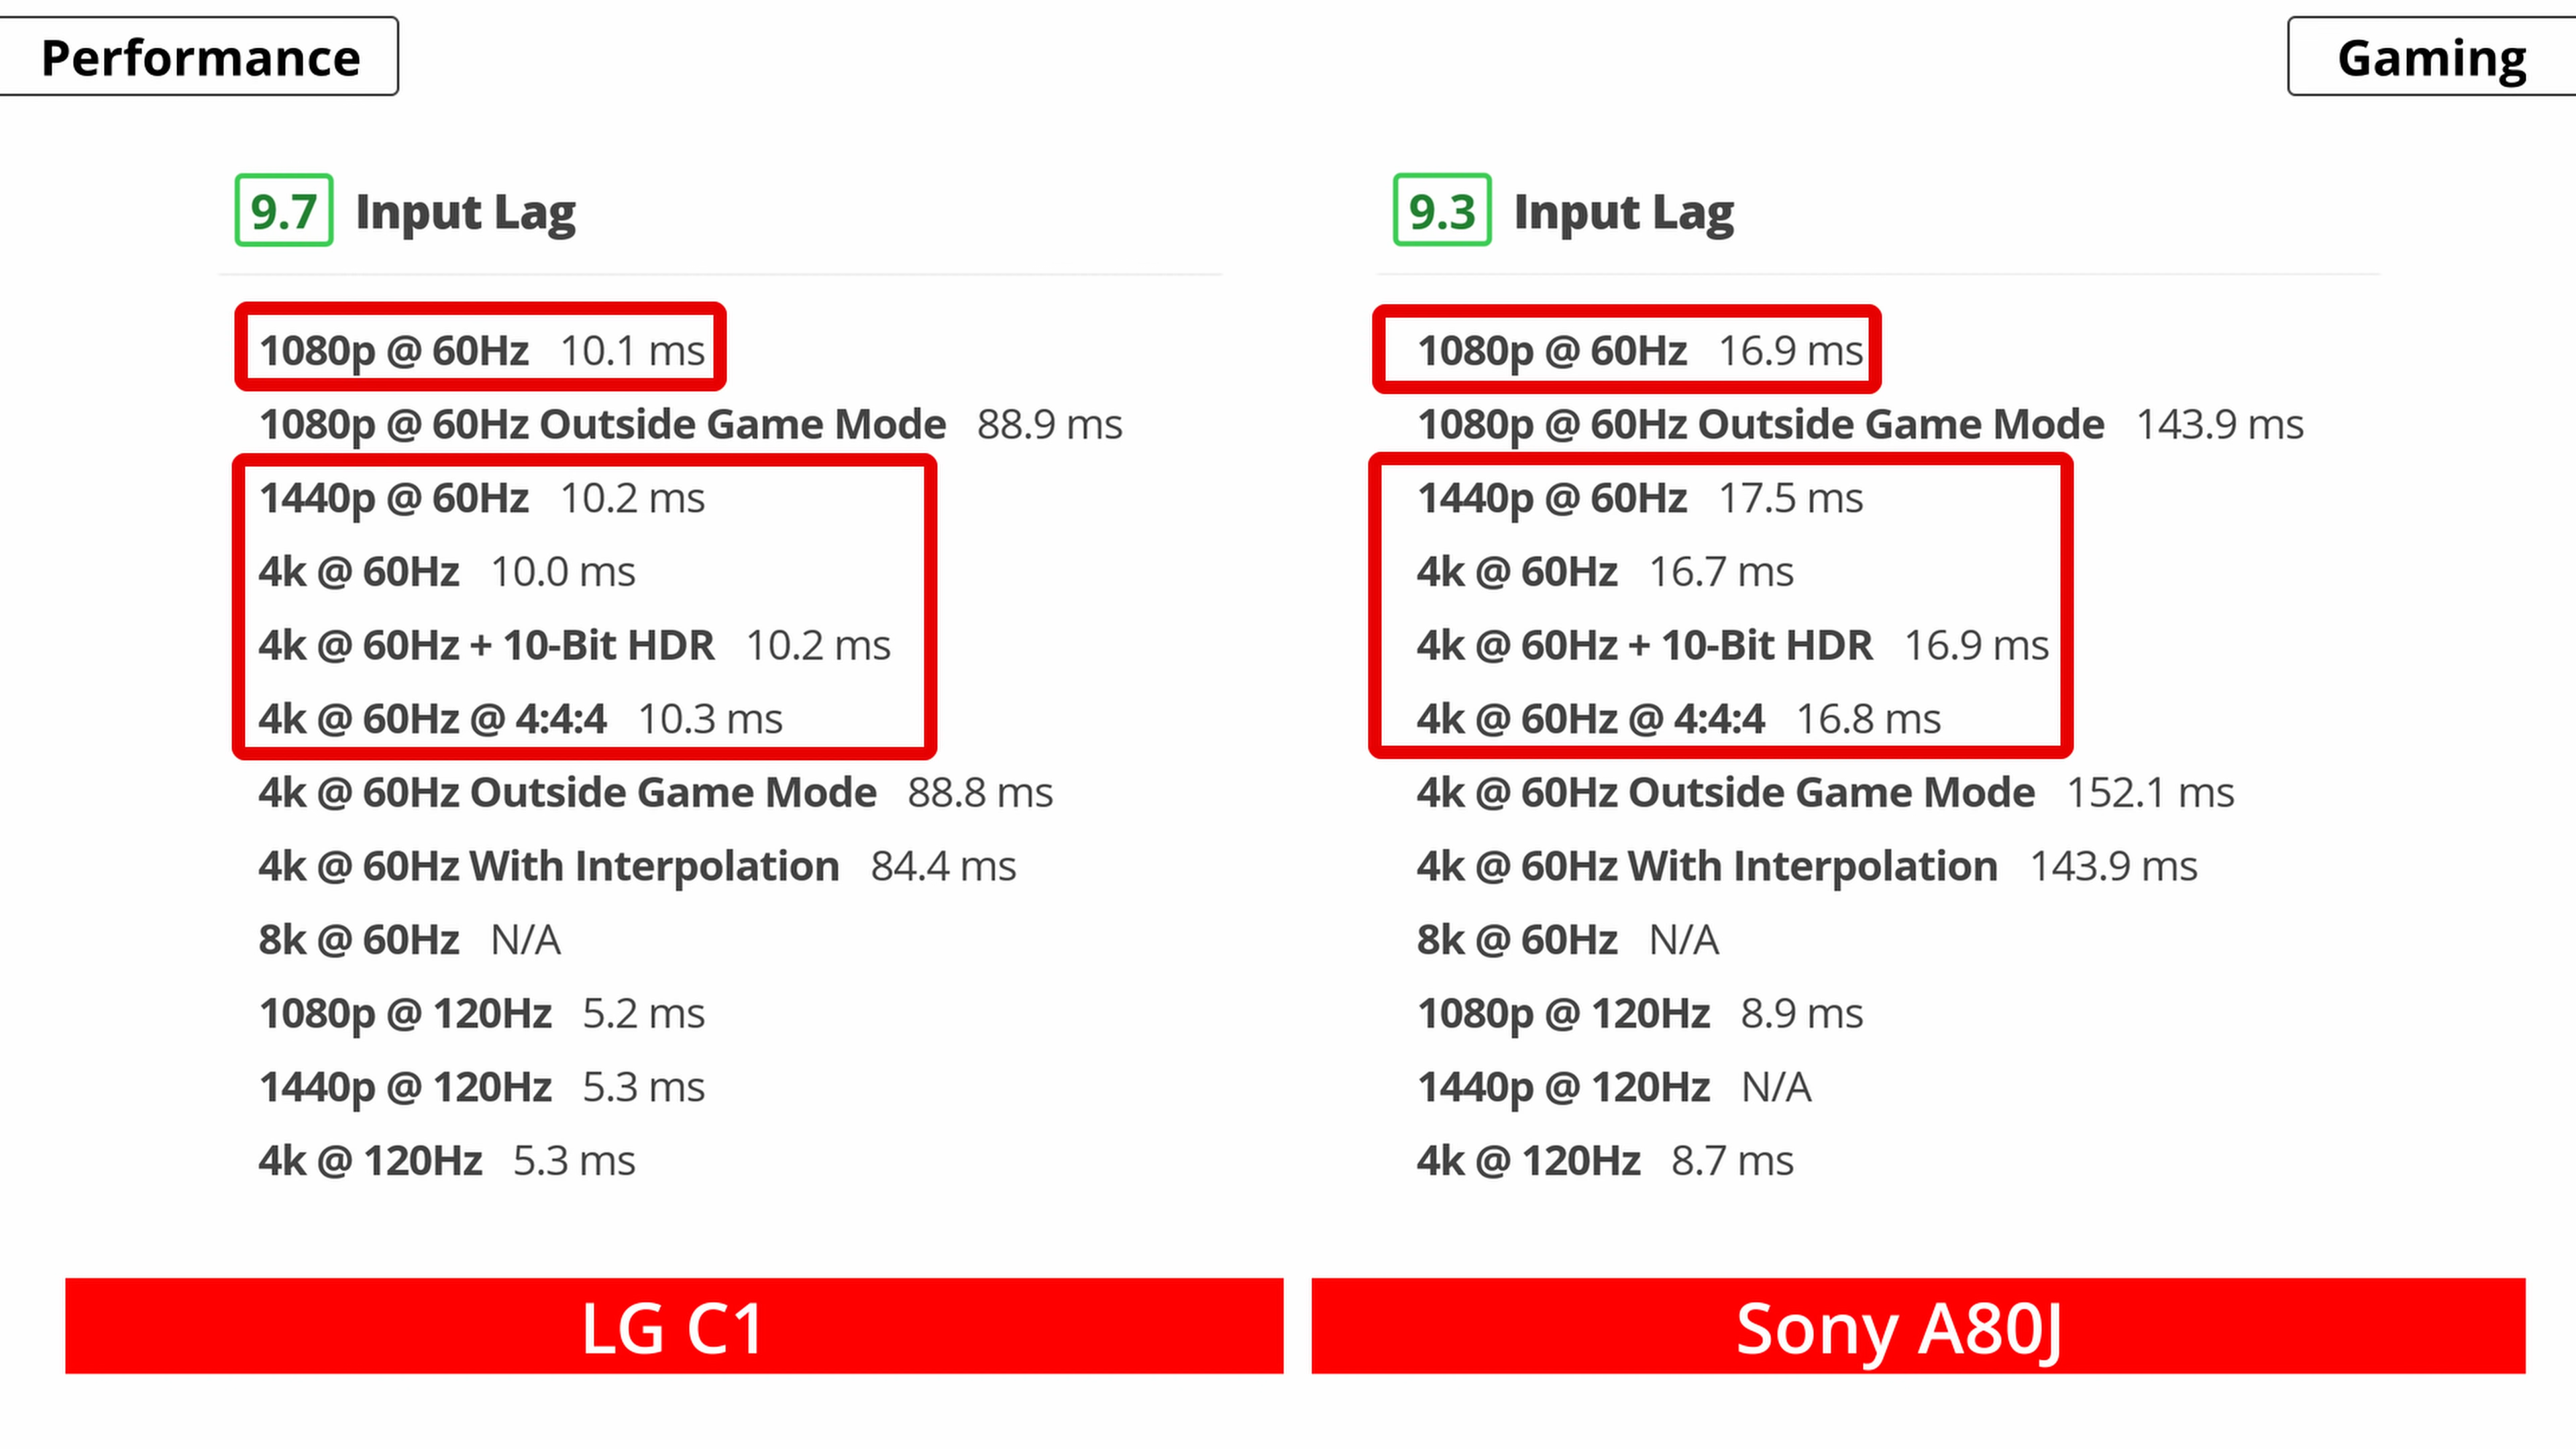 Performance
Gaming
9.7 Input Lag
1080p @ 60Hz 10.1 ms
1080p @ 60Hz Outside Game Mode 88.9 ms
1440p @ 60Hz 10.2 ms
4k @ 60Hz 10.0 ms
4k @ 60Hz + 10-Bit HDR 10.2 ms
4k @ 60Hz @ 4:4:4 10.3 ms
4k @ 60Hz Outside Game Mode 88.8 ms
4k @ 60Hz With Interpolation 84.4 ms
8k @ 60Hz N/A
1080p @ 120Hz 5.2 ms
1440p @ 120Hz 5.3 ms
4k @ 120Hz 5.3 ms
LG C1
9.3 Input Lag
1080p @ 60Hz 16.9 ms
1080p @ 60Hz Outside Game Mode 143.9 ms
1440p @ 60Hz 17.5 ms
4k @ 60Hz 16.7 ms
4k @ 60Hz + 10-Bit HDR 16.9 ms
4k @ 60Hz @ 4:4:4 16.8 ms
4k @ 60Hz Outside Game Mode 152.1 ms
4k @ 60Hz With Interpolation 143.9 ms
8k @ 60Hz N/A
1080p @ 120Hz 8.9 ms
1440p @ 120Hz N/A
4k @ 120Hz 8.7 ms
Sony A80J